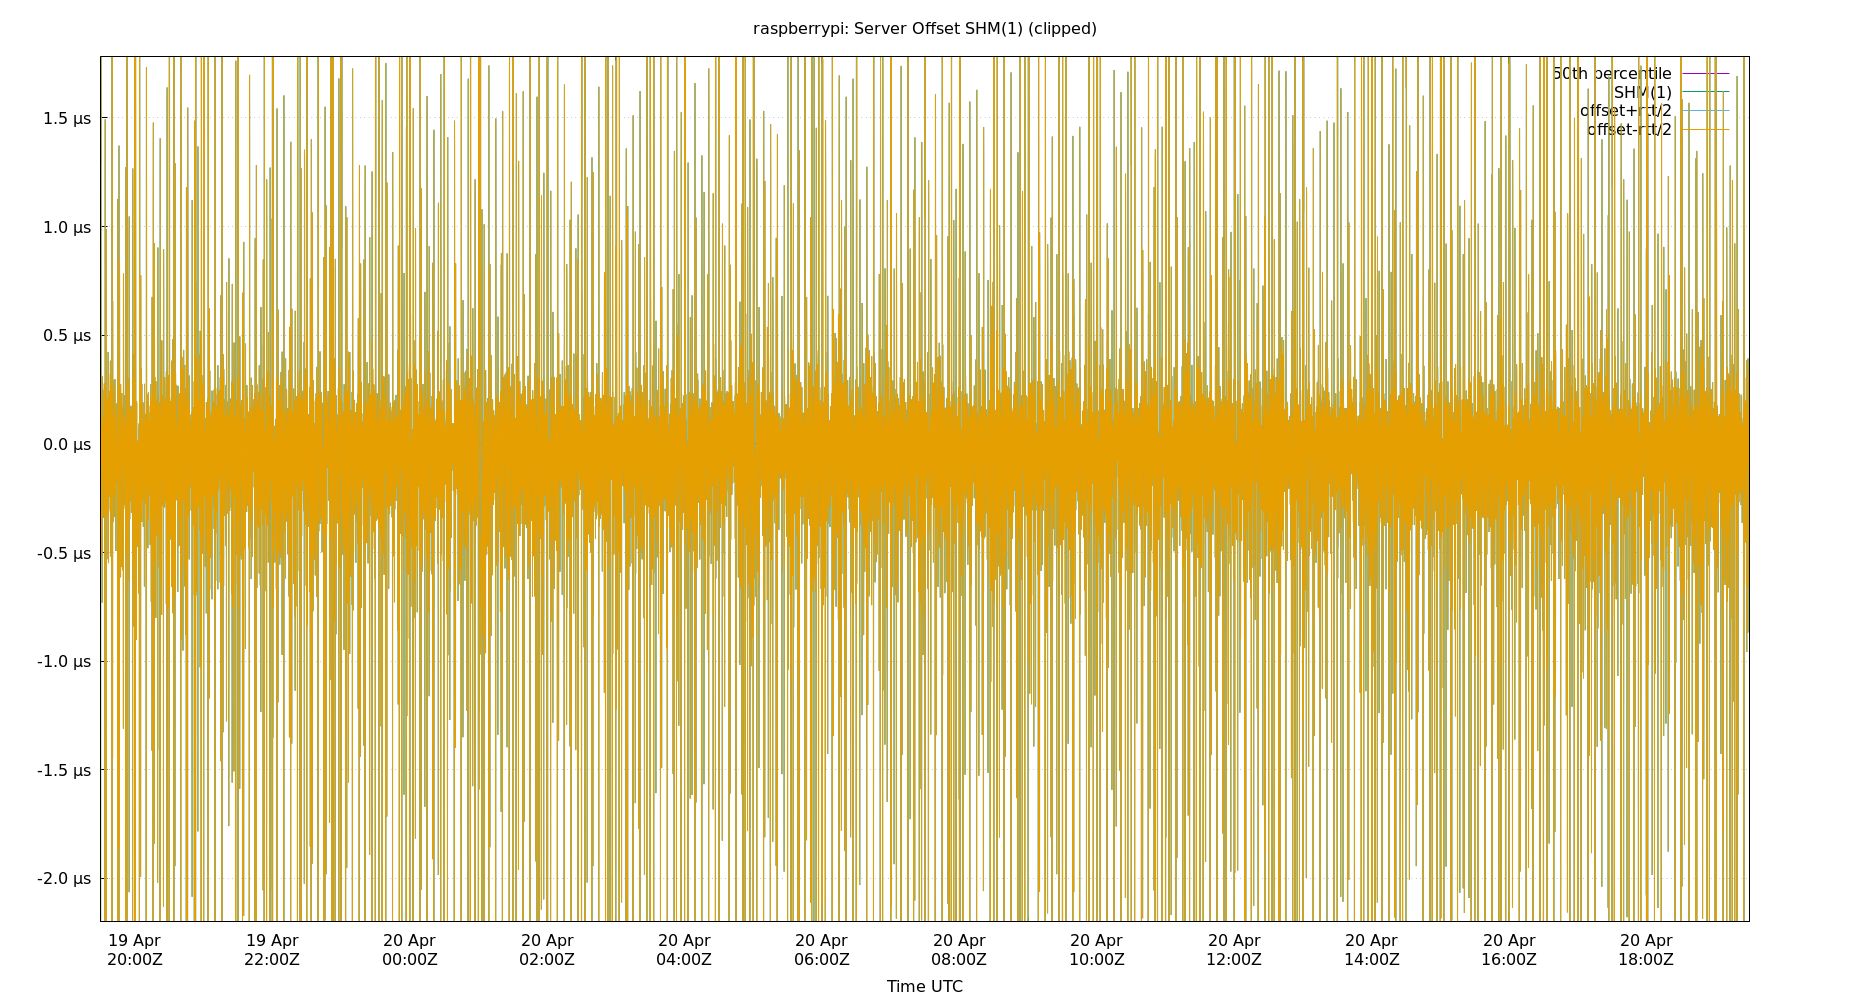 raspberrypi: Server Offset SHM(1) (clipped)
50th percentile
SHM(1)
offset+rtt/2
offset-rtt/2
1.5 µs
1.0 µs
0.5 µs
0.0 µs
-0.5 µs
-1.0 µs
-1.5 µs
-2.0 µs
19 Apr 19 Apr 20 Apr 20 Apr 20 Apr 20 Apr 20 Apr 20 Apr 20 Apr 20 Apr 20 Apr 20 Apr
20:00Z 22:00Z 00:00Z 02:00Z 04:00Z 06:00Z 08:00Z 10:00Z 12:00Z 14:00Z 16:00Z 18:00Z
Time UTC